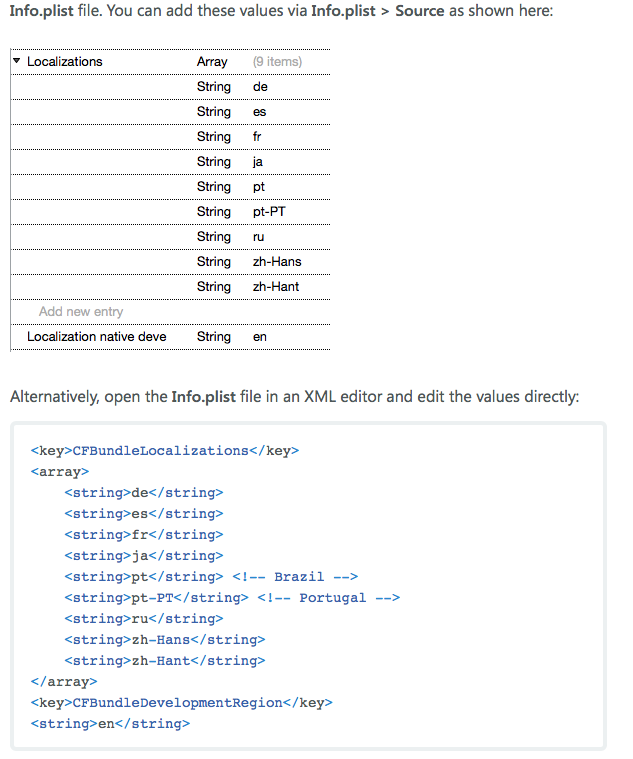 Info.plist file. You can add these values via Info.plist > Source as shown here:
Localizations Array (9 items)
String de
String es
String fr
String ja
String pt
String pt-PT
String ru
String zh-Hans
String zh-Hant
Add new entry
Localization native deve String en
Alternatively, open the Info.plist file in an XML editor and edit the values directly:
<key>CFBundleLocalizations</key>
<array>
<string>de</string>
<string>es</string>
<string>fr</string>
<string>ja</string>
<string>pt</string> <!-- Brazil -->
<string>pt-PT</string> <!-- Portugal -->
<string>ru</string>
<string>zh-Hans</string>
<string>zh-Hant</string>
</array>
<key>CFBundleDevelopmentRegion</key>
<string>en</string>